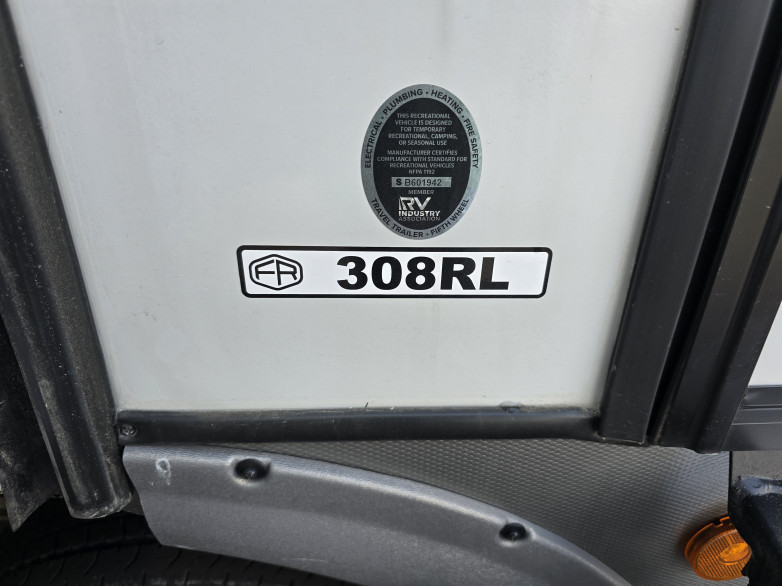 ELECTRICAL • PLUMBING • HEATING • FIRE SAFETY
THIS RECREATIONAL
VEHICLE IS DESIGNED
FOR TEMPORARY
RECREATIONAL, CAMPING,
OR SEASONAL USE
MANUFACTURER CERTIFIES
COMPLIANCE WITH STANDARD FOR
RECREATIONAL VEHICLES
NFPA 1192
S B601942
MEMBER
RV
INDUSTRY
ASSOCIATION
TRAVEL TRAILER • FIFTH WHEEL
FR 308RL